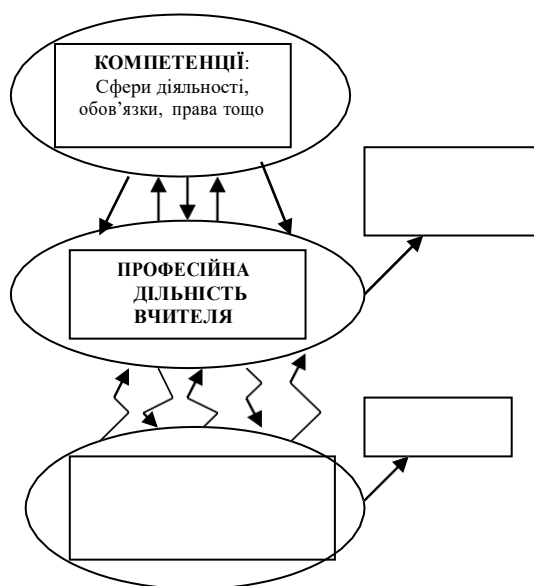 КОМПЕТЕНЦІЇ:
Сфери діяльності,
обов’язки, права тощо
ПРОФЕСІЙНА
ДІЛЬНІСТЬ
ВЧИТЕЛЯ